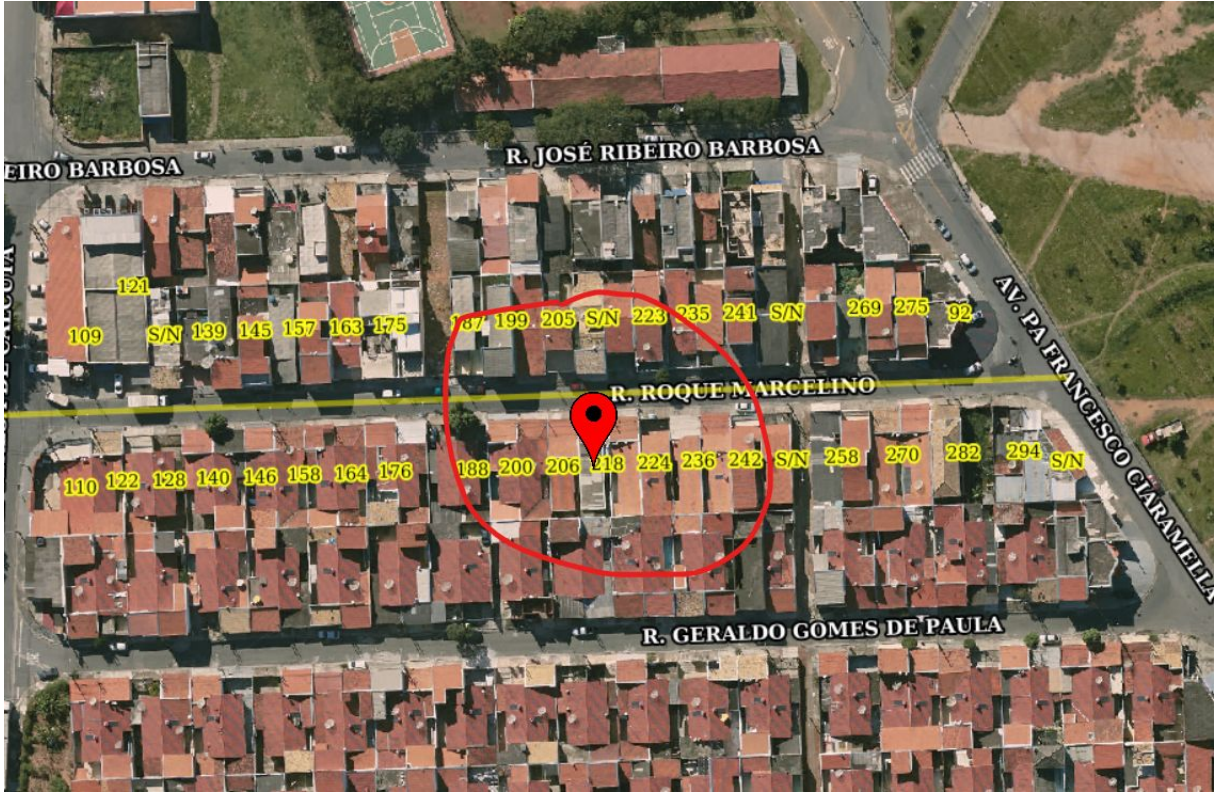 R. JOSÉ RIBEIRO BARBOSA
EIRO BARBOSA
121
109 S/N 139 145 157 163 175 187 199 205 S/N 223 235 241 S/N 269 275 92
AV. PA FRANCESCO CIARAMELLA
R. ROQUE MARCELINO
110 122 128 140 146 158 164 176 188 200 206 218 224 236 242 S/N 258 270 282 294 S/N
R. GERALDO GOMES DE PAULA